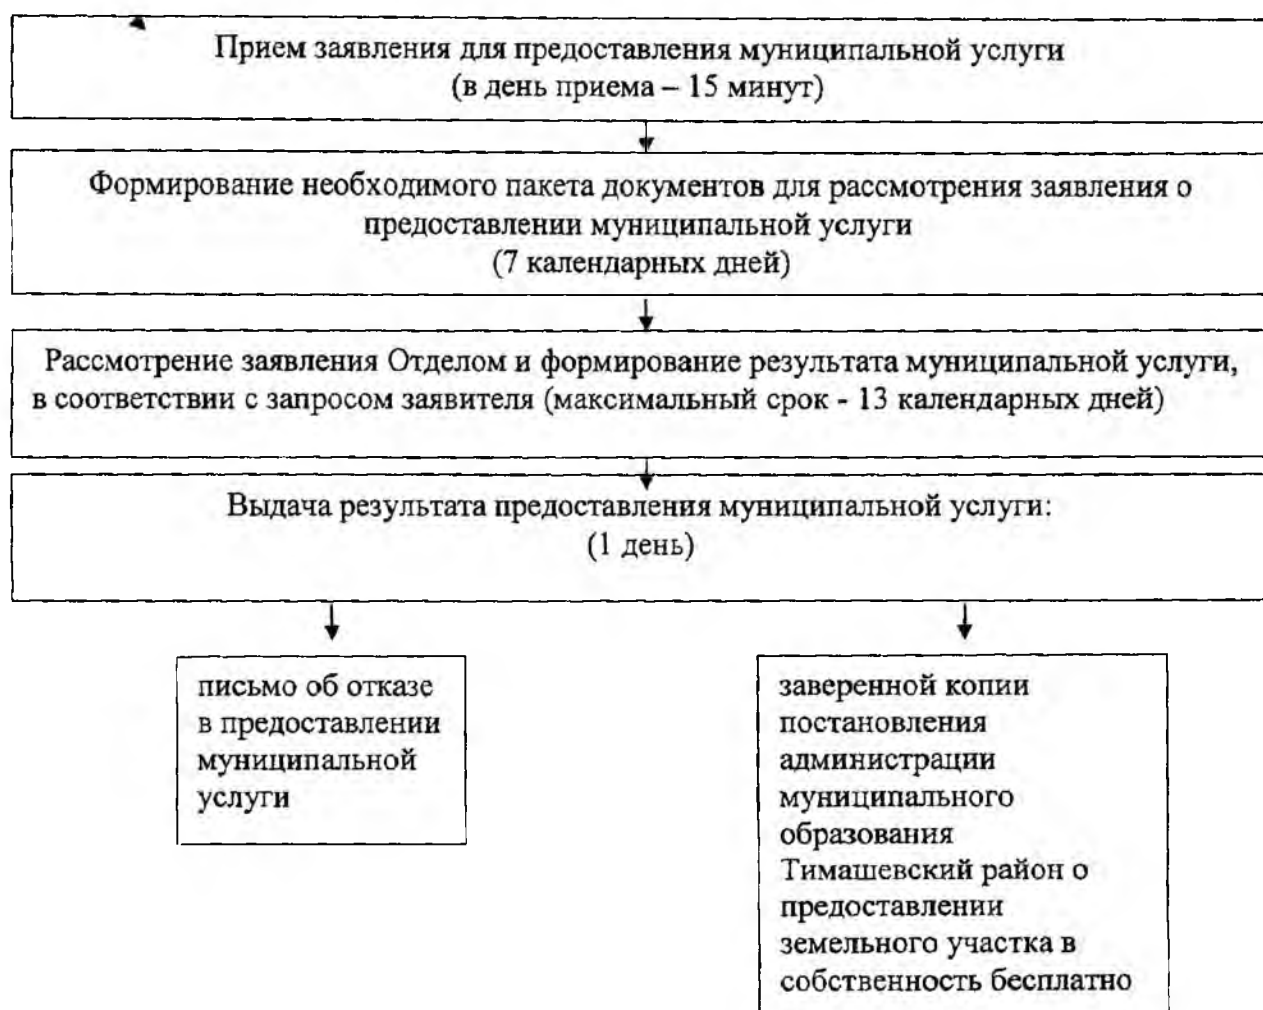 Прием заявления для предоставления муниципальной услуги
(в день приема – 15 минут)
Формирование необходимого пакета документов для рассмотрения заявления о
предоставлении муниципальной услуги
(7 календарных дней)
Рассмотрение заявления Отделом и формирование результата муниципальной услуги,
в соответствии с запросом заявителя (максимальный срок - 13 календарных дней)
Выдача результата предоставления муниципальной услуги:
(1 день)
письмо об отказе
в предоставлении
муниципальной
услуги
заверенной копии
постановления
администрации
муниципального
образования
Тимашевский район о
предоставлении
земельного участка в
собственность бесплатно